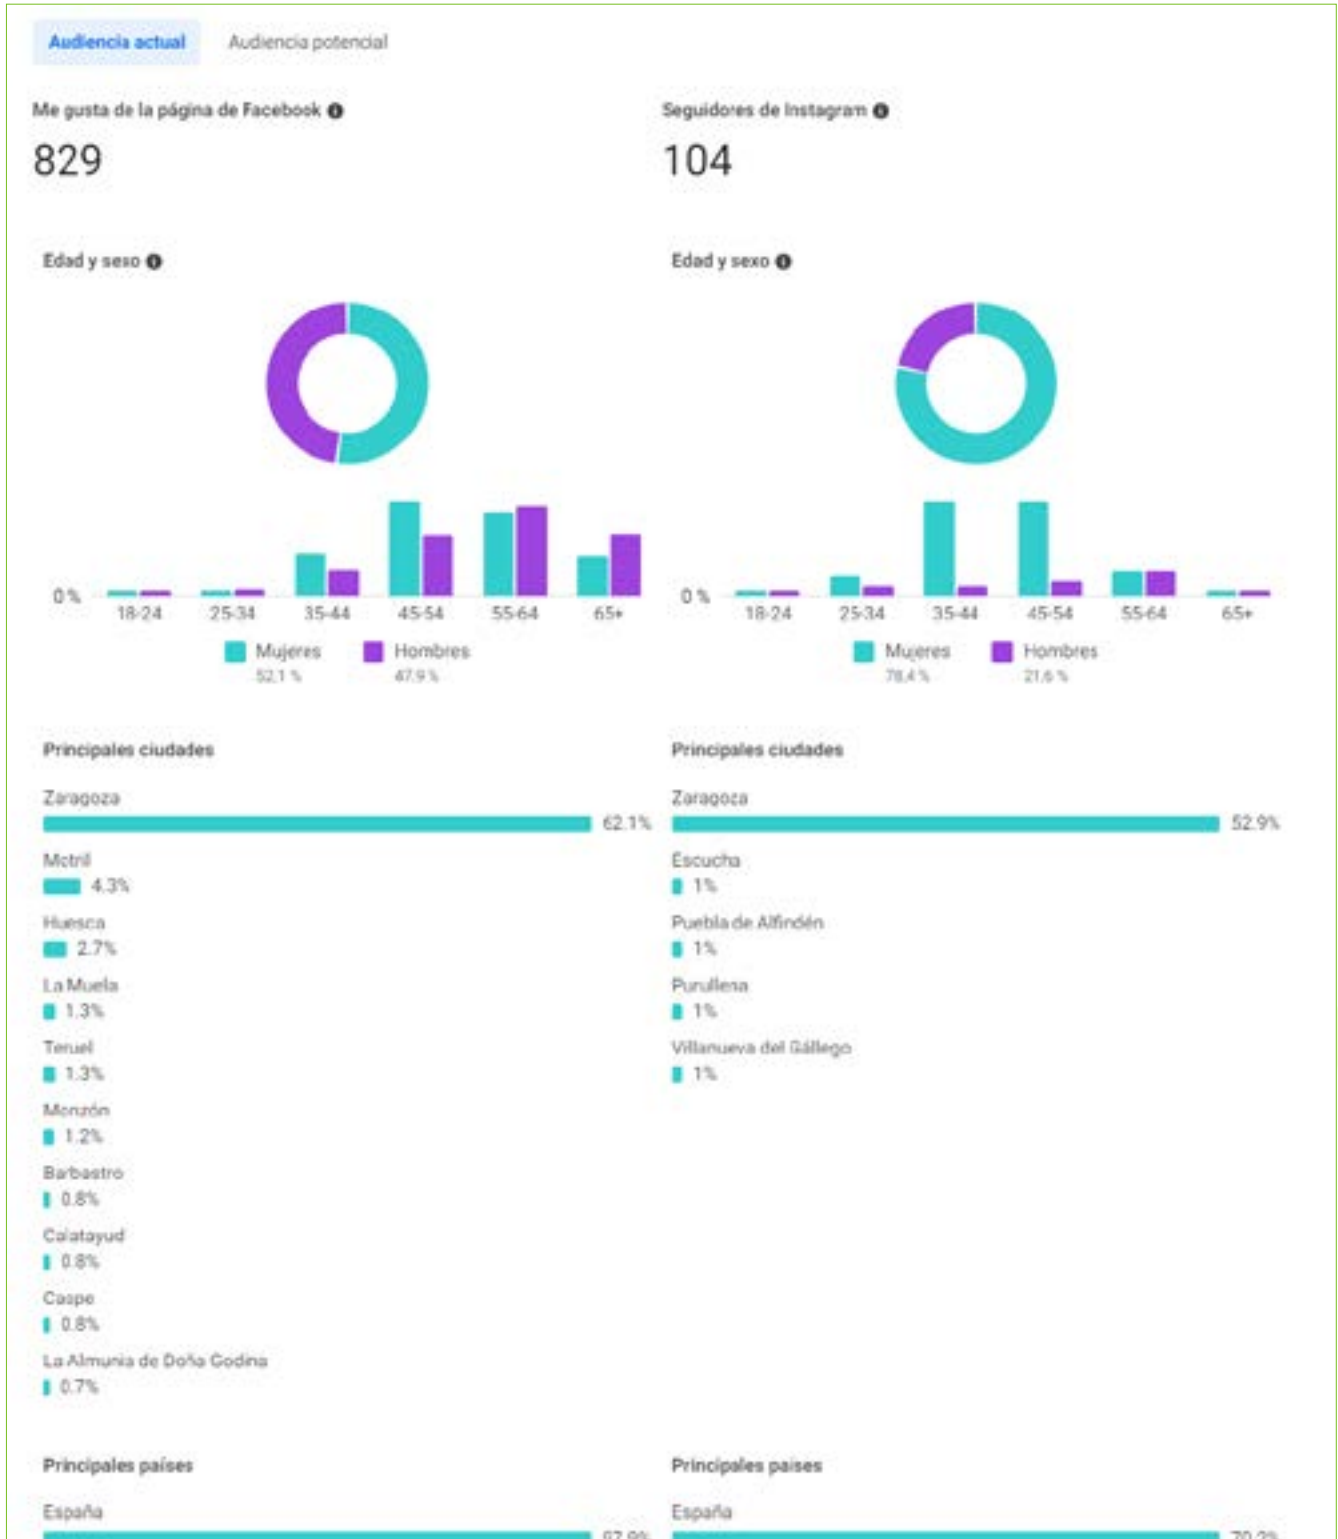 Audiencia actual
Audiencia potencial
Me gusta de la página de Facebook
829
Edad y sexo
0 %
18-24
25-34
35-44
45-54
55-64
65+
Mujeres
52,1 %
Hombres
47,9 %
Principales ciudades
Zaragoza
62.1%
Motril
4.3%
Huesca
2.7%
La Muela
1.3%
Teruel
1.3%
Monzón
1.2%
Barbastro
0.8%
Calatayud
0.8%
Caspe
0.8%
La Almunia de Doña Godina
0.7%
Principales países
España
Seguidores de Instagram
104
Edad y sexo
0 %
18-24
25-34
35-44
45-54
55-64
65+
Mujeres
78,4 %
Hombres
21,6 %
Principales ciudades
Zaragoza
52.9%
Escucha
1%
Puebla de Alfindén
1%
Purullena
1%
Villanueva del Gállego
1%
Principales países
España